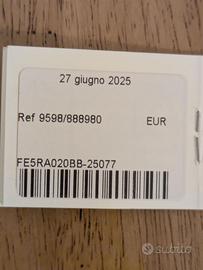 27 giugno 2025
Ref 9598/888980 EUR
FE5RA020BB-25077
subito